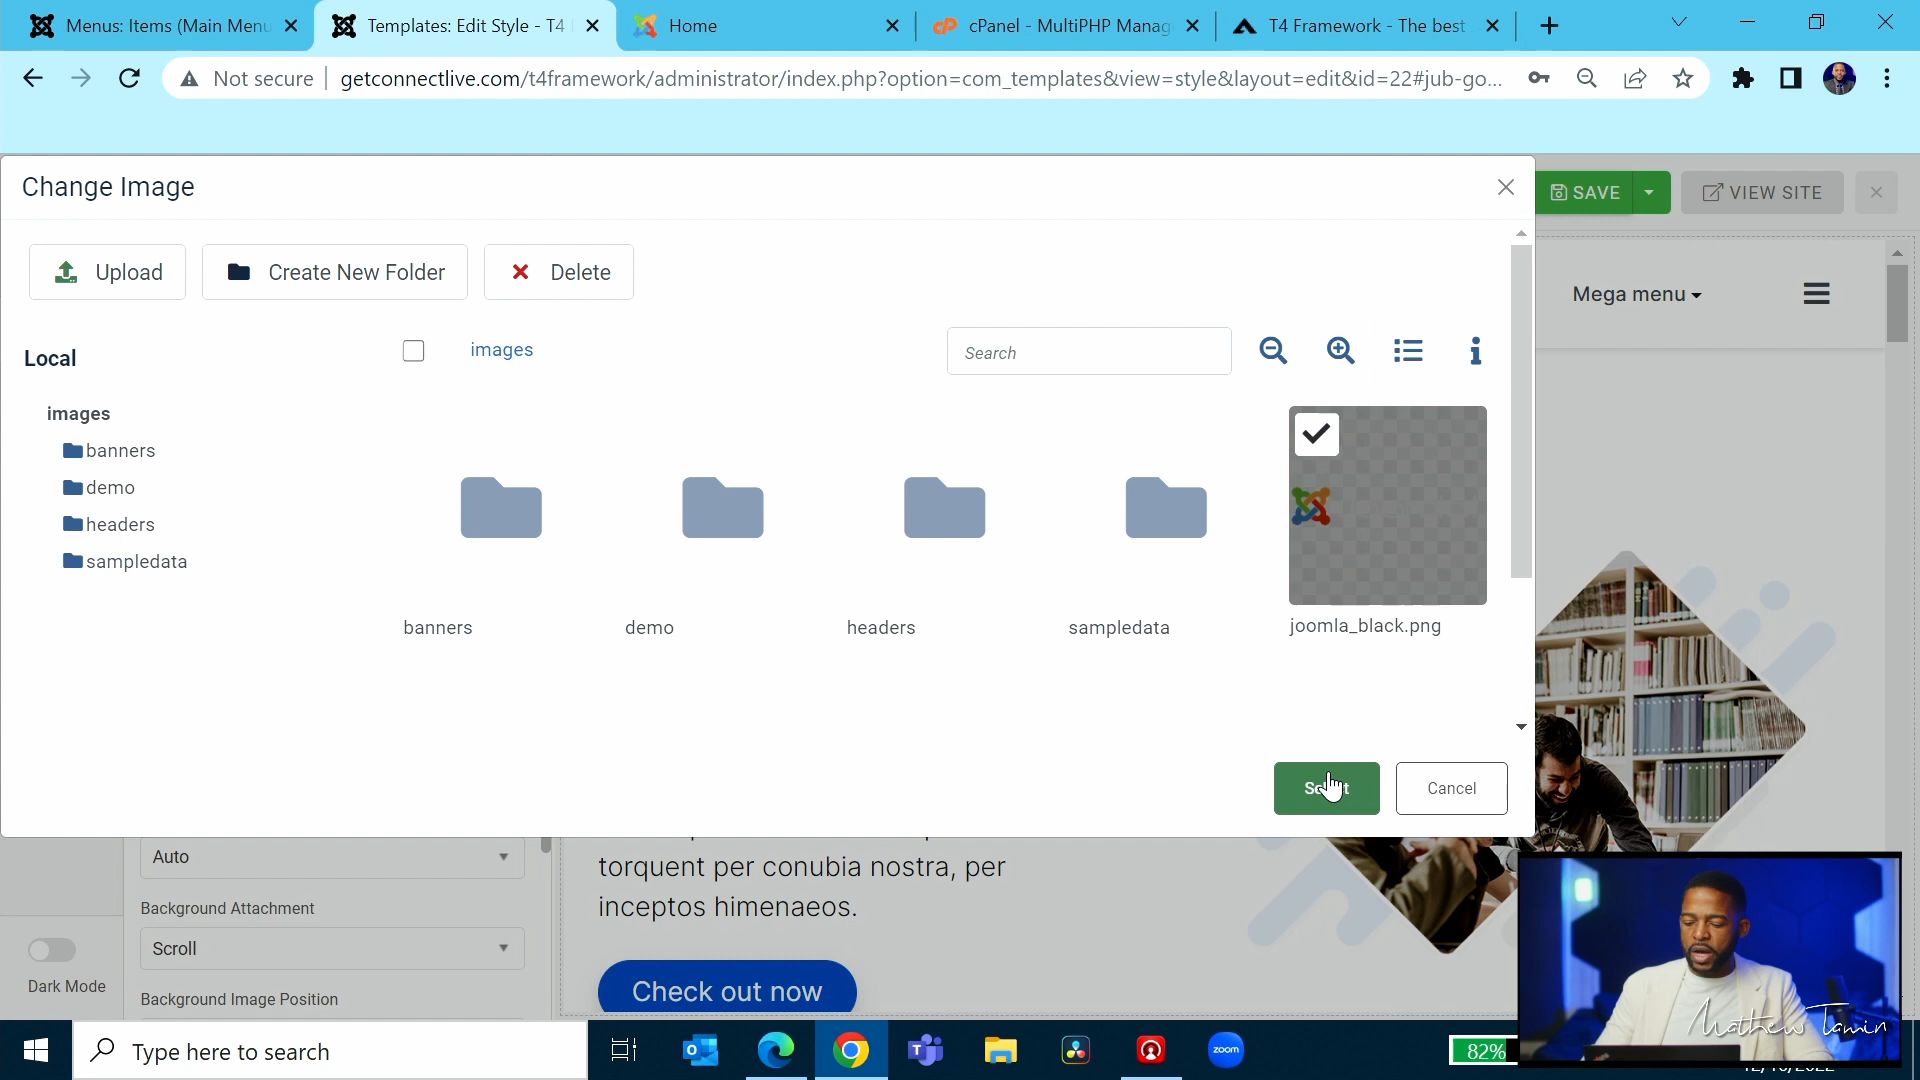 Menus: Items (Main Menu
Templates: Edit Style - T4
Home
cPanel - MultiPHP Manag
T4 Framework - The best
Not secure
getconnectlive.com/t4framework/administrator/index.php?option=com_templates&view=style&layout=edit&id=22#jub-go...
Change Image
SAVE
VIEW SITE
Upload
Create New Folder
Delete
Mega menu
Local
images
Search
images
banners
demo
headers
sampledata
banners
demo
headers
sampledata
joomla_black.png
Cancel
Auto
torquent per conubia nostra, per
inceptos himenaeos.
Background Attachment
Scroll
Dark Mode
Background Image Position
Check out now
Mathew Tamin
Type here to search
zoom
82%